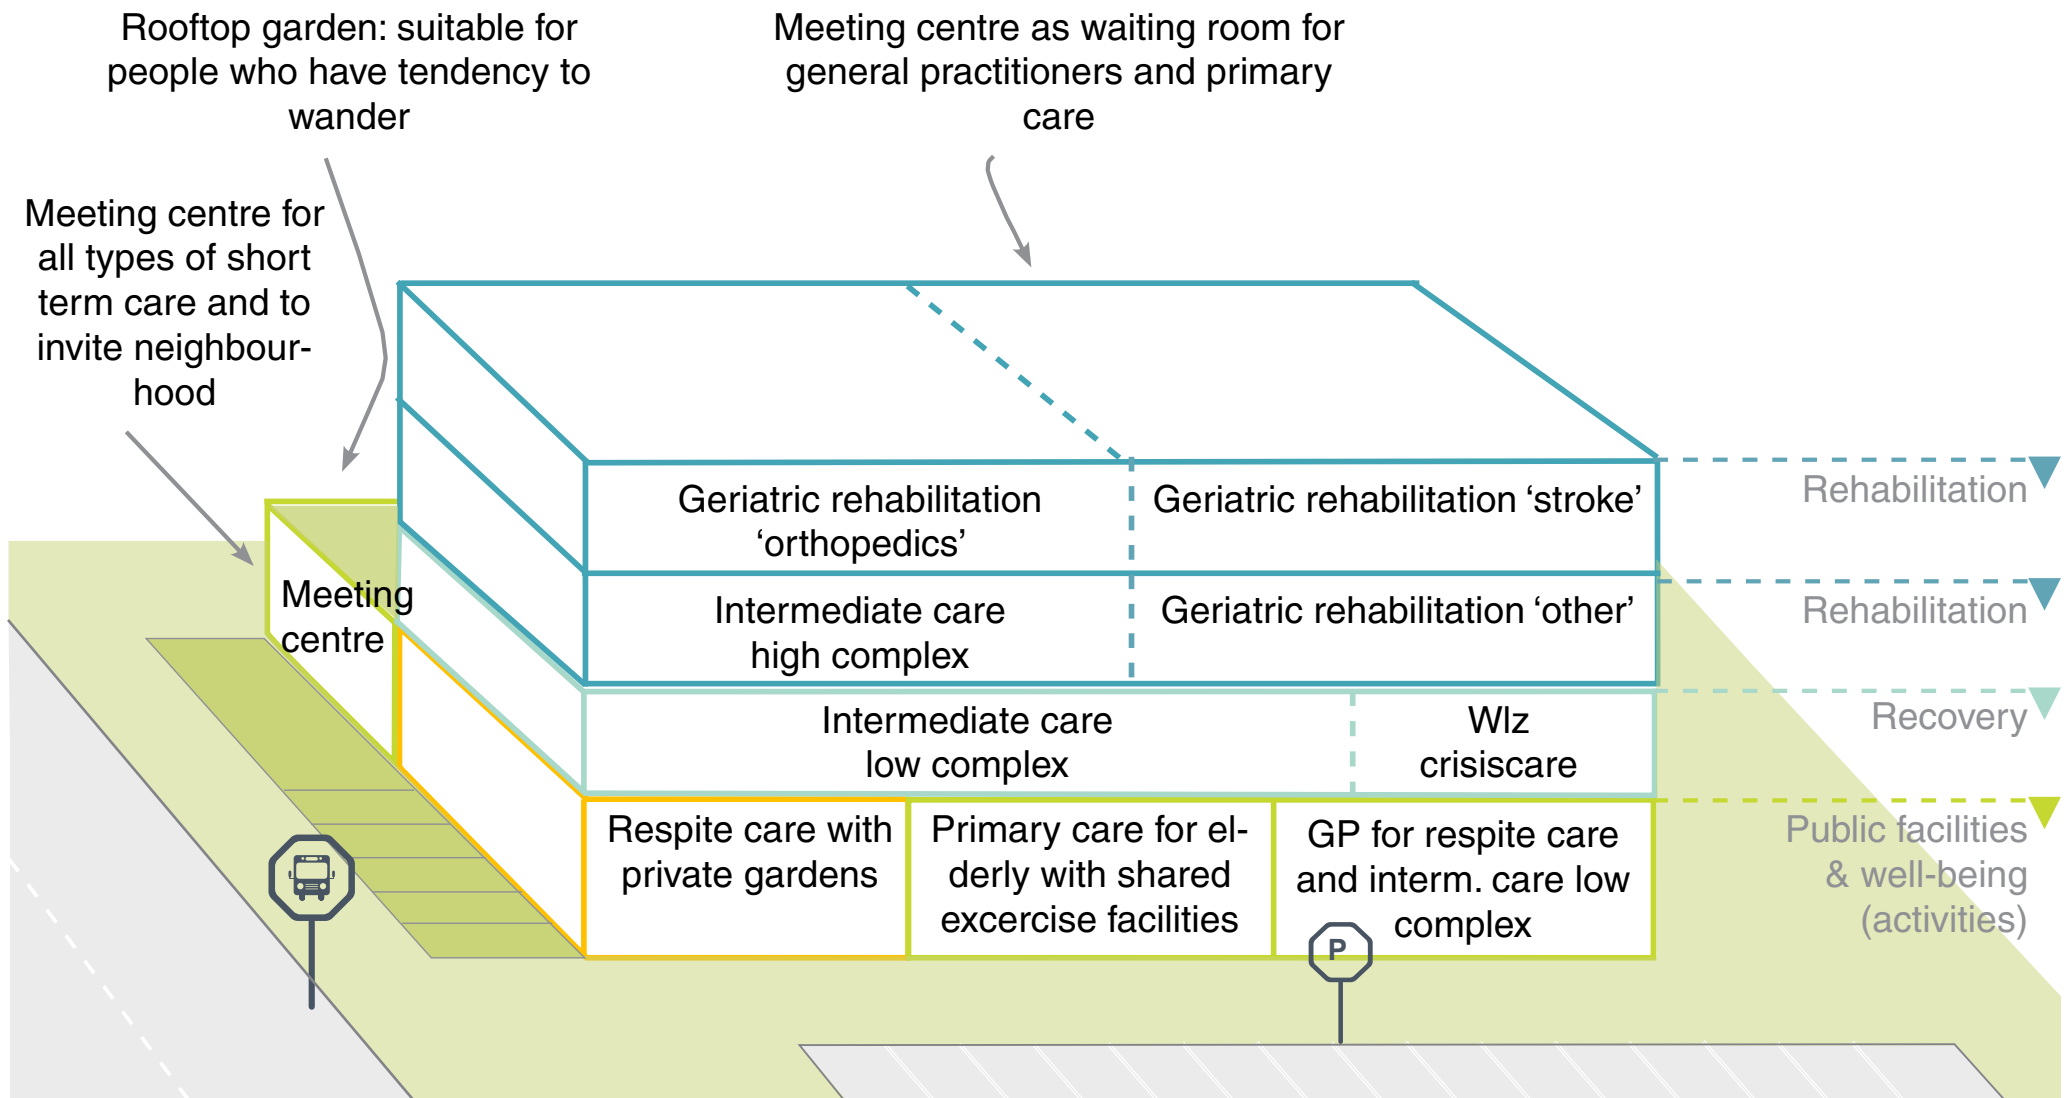 Rooftop garden: suitable for
people who have tendency to
wander
Meeting centre as waiting room for
general practitioners and primary
care
Meeting centre for
all types of short
term care and to
invite neighbour-
hood
Meeting
centre
Geriatric rehabilitation
‘orthopedics’
Geriatric rehabilitation ‘stroke’
Rehabilitation
Intermediate care
high complex
Geriatric rehabilitation ‘other’
Rehabilitation
Intermediate care
low complex
Wlz
crisiscare
Recovery
Respite care with
private gardens
Primary care for el-
derly with shared
excercise facilities
GP for respite care
and interm. care low
complex
Public facilities
& well-being
(activities)
P